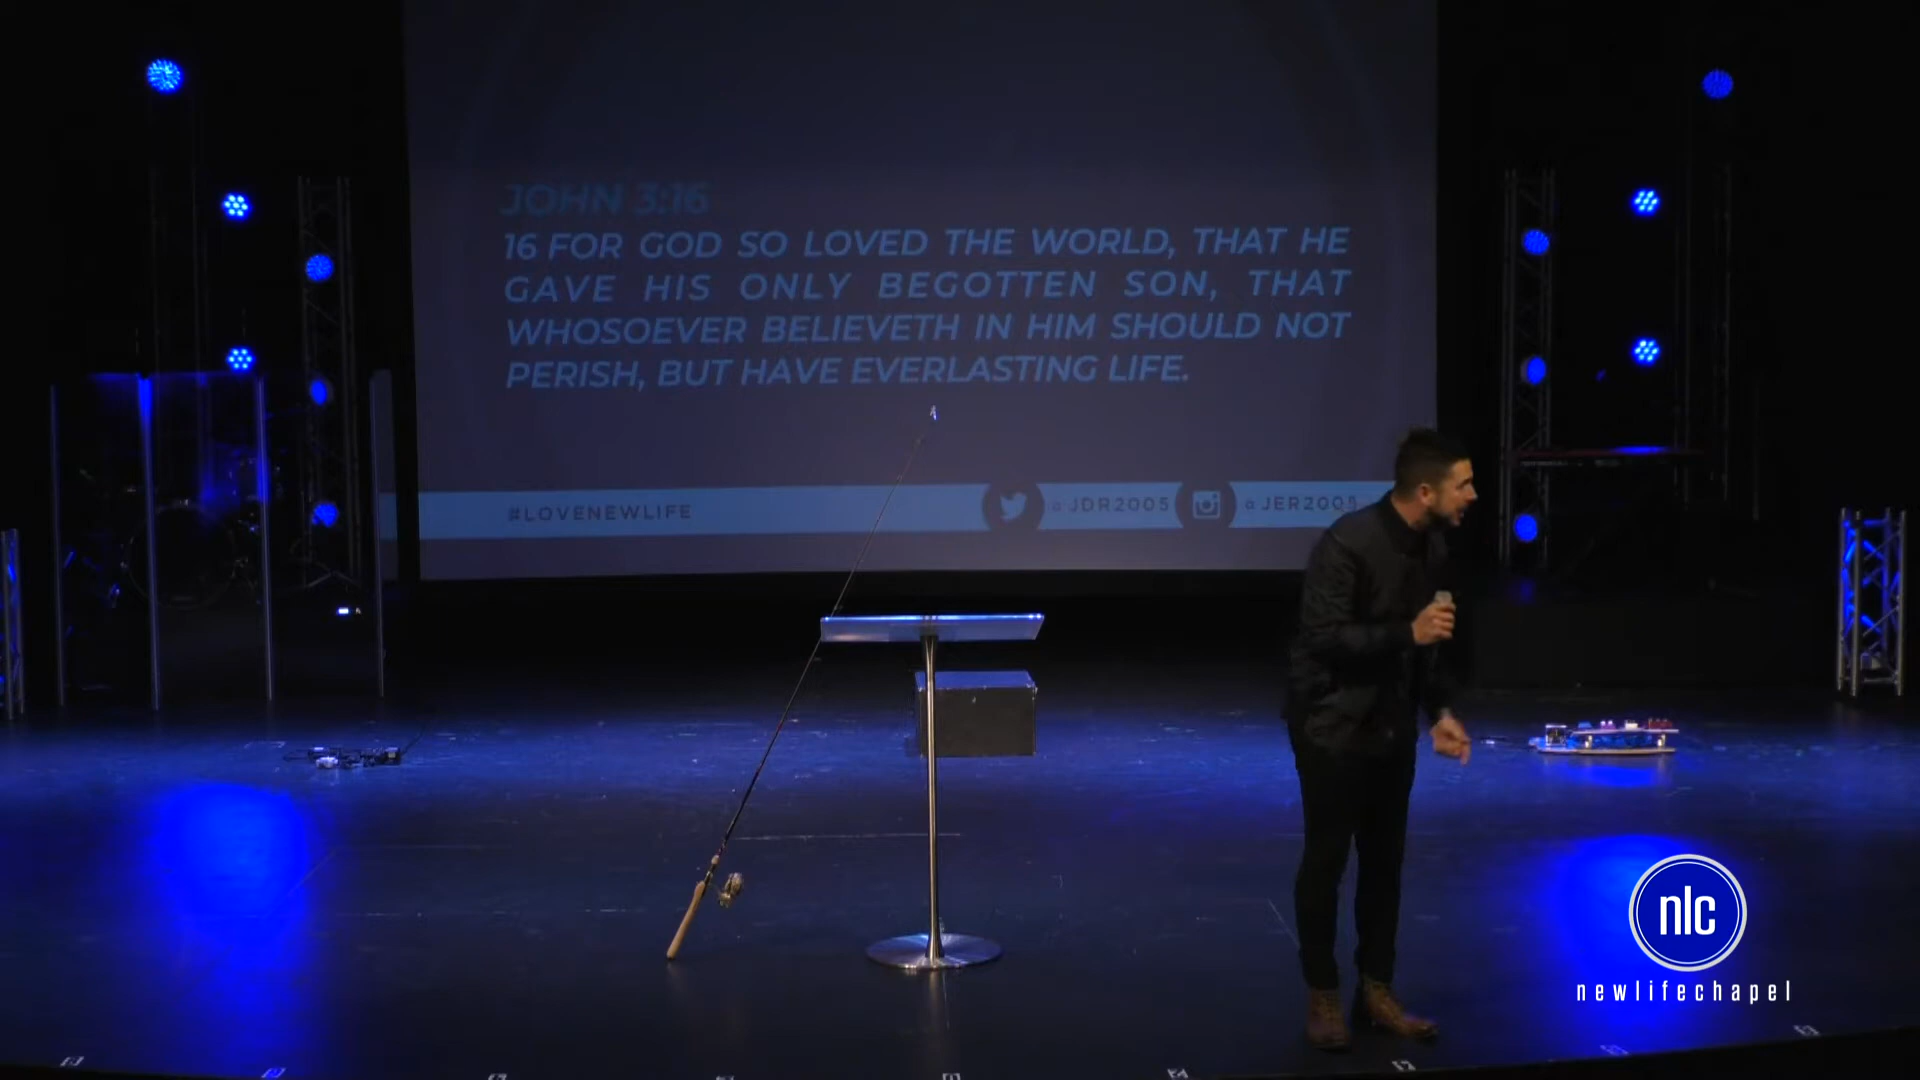 JOHN 3:16
16 FOR GOD SO LOVED THE WORLD, THAT HE
GAVE HIS ONLY BEGOTTEN SON, THAT
WHOSOEVER BELIEVETH IN HIM SHOULD NOT
PERISH, BUT HAVE EVERLASTING LIFE.
#LOVENEWLIFE
@JDR2005
@JER2005
nlc
newlifechapel